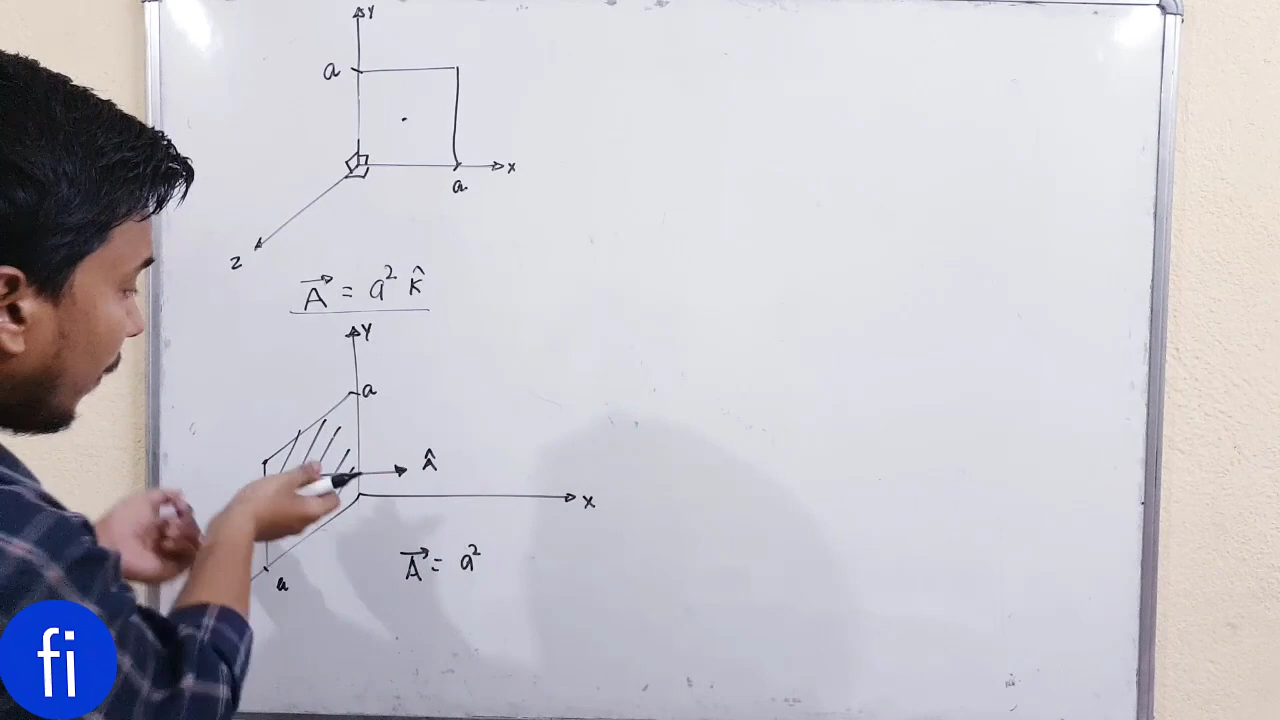 Y
a
x
a
z
A = a² k̂
Y
a
Â
x
A = a²
a
fi